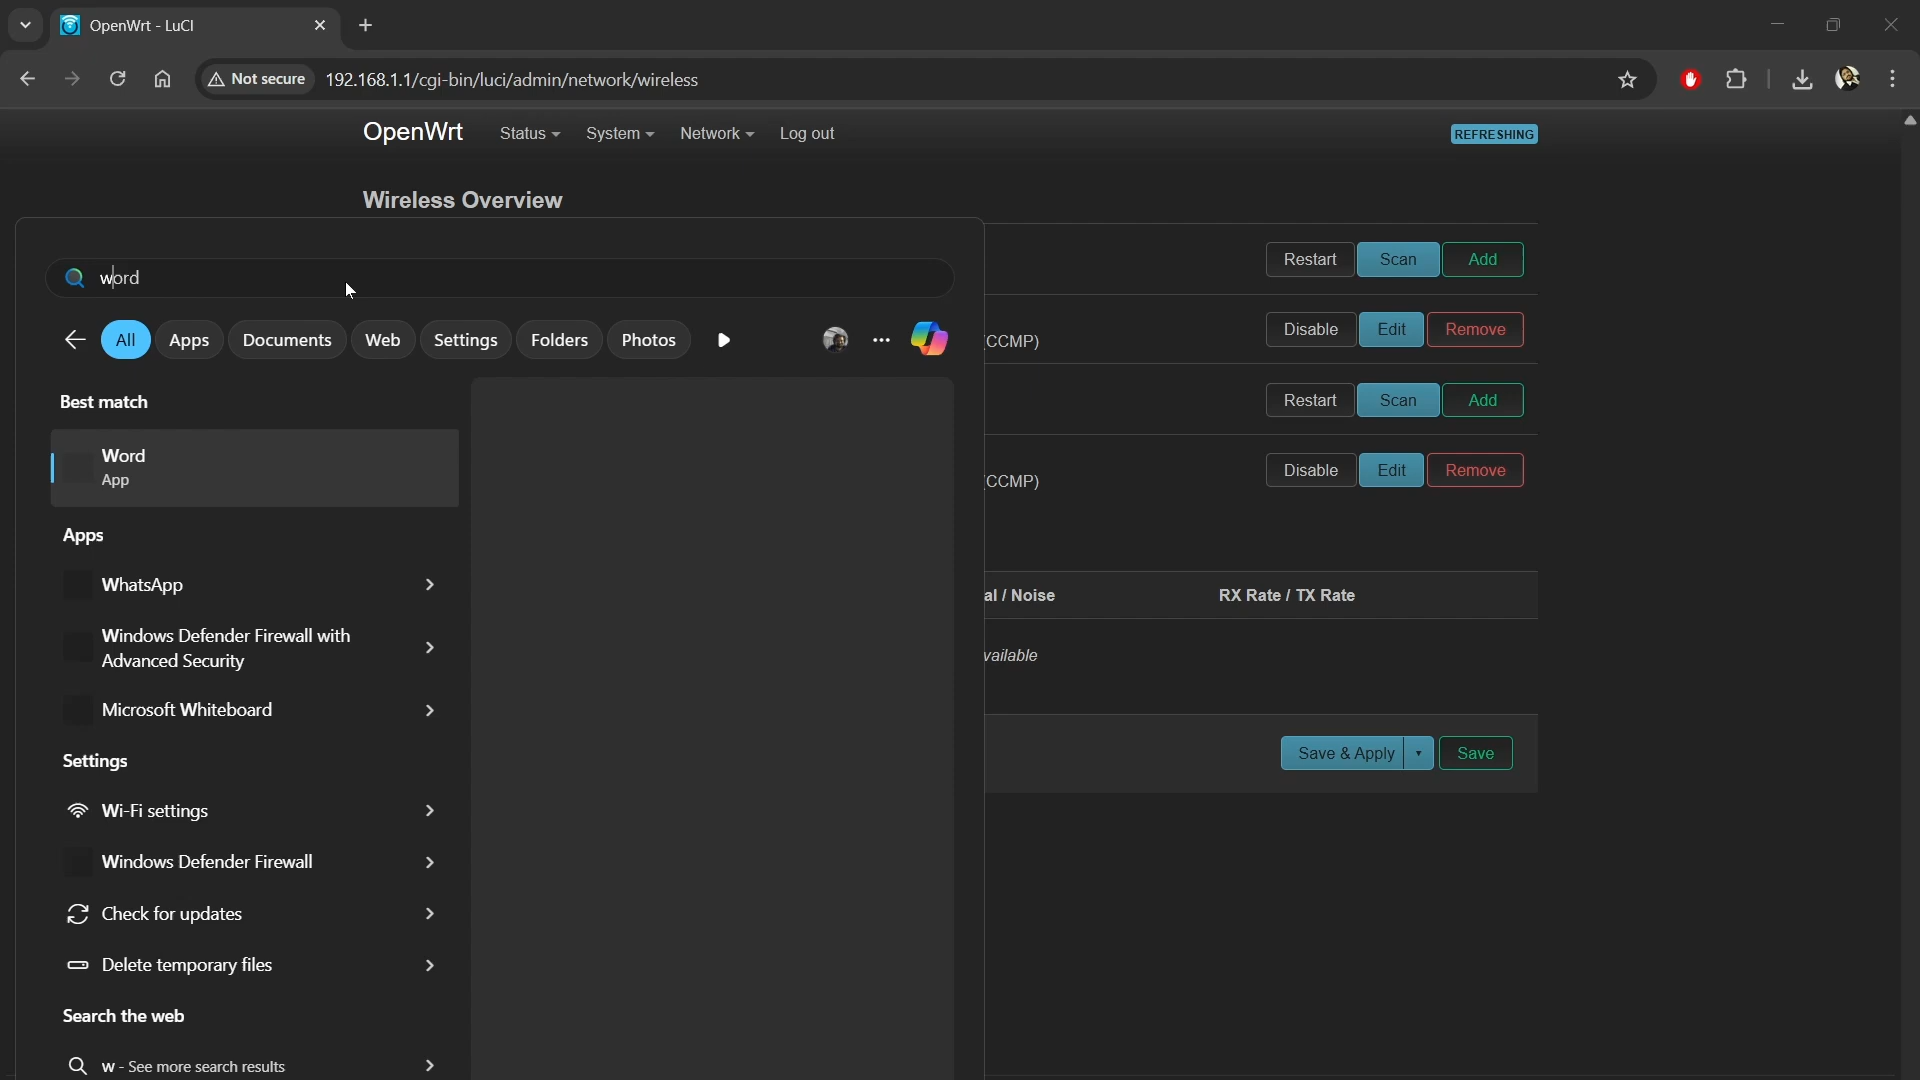 OpenWrt - LuCI
Not secure
192.168.1.1/cgi-bin/luci/admin/network/wireless
OpenWrt
Status
System
Network
Log out
REFRESHING
Wireless Overview
Restart
Scan
Add
word
(CCMP)
Disable
Edit
Remove
All
Apps
Documents
Web
Settings
Folders
Photos
Restart
Scan
Add
(CCMP)
Disable
Edit
Remove
Best match
Word
App
Apps
WhatsApp
Windows Defender Firewall with
Advanced Security
Microsoft Whiteboard
Settings
Wi-Fi settings
Windows Defender Firewall
Check for updates
Delete temporary files
Search the web
w - See more search results
al / Noise
RX Rate / TX Rate
vailable
Save & Apply
Save